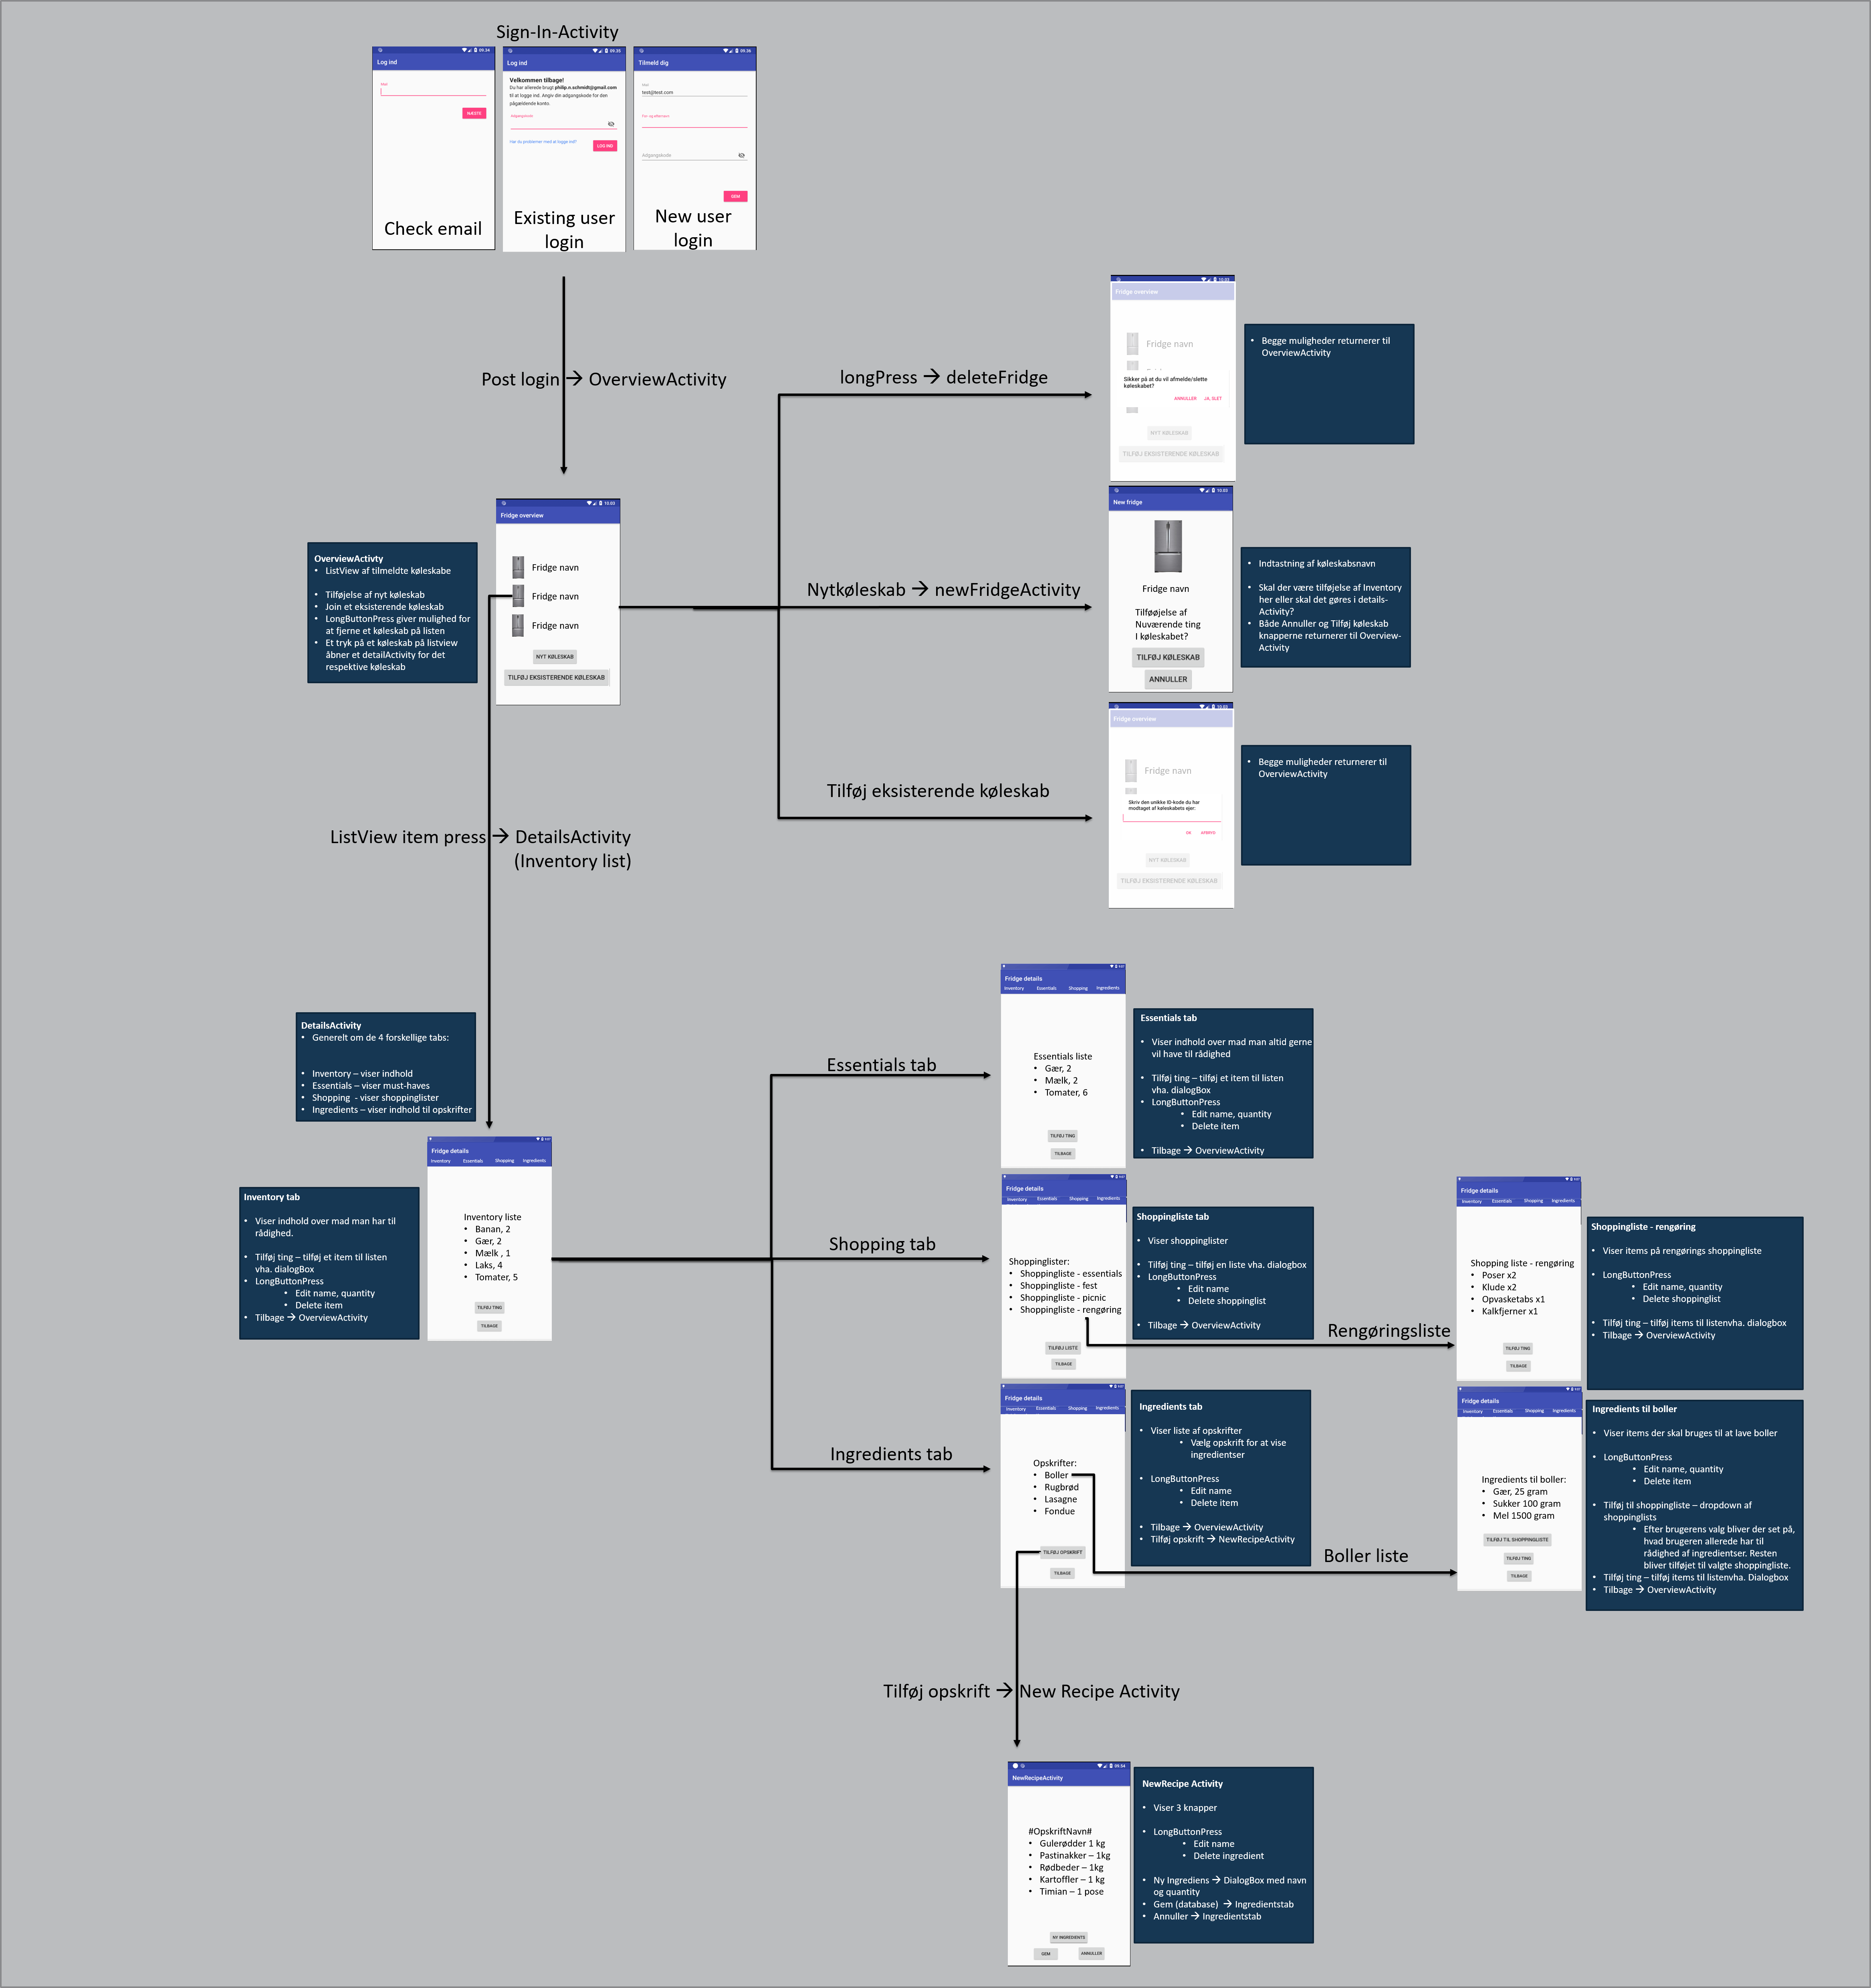 Sign-In-Activity
09.34
Log ind
Mail
NÆSTE
Check email
09.35
Log ind
Velkommen tilbage!
Du har allerede brugt philip.n.schmidt@gmail.com
til at logge ind. Angiv din adgangskode for den
pågældende konto.
Adgangskode
Har du problemer med at logge ind?
LOG IND
Existing user
login
09.36
Tilmeld dig
Mail
test@text.com
For- og efternavn
Adgangskode
GEM
New user
login
Post login → OverviewActivity
longPress → deleteFridge
10.03
Fridge overview
Fridge navn
Sikker på at du vil afmelde/slette
køleskabet?
ANNULLER JA, SLET
NYT KØLESKAB
TILFØJ EKSISTERENDE KØLESKAB
• Begge muligheder returnerer til
OverviewActivity
OverviewActivty
• ListView af tilmeldte køleskabe
• Tilføjelse af nyt køleskab
• Join et eksisterende køleskab
• LongButtonPress giver mulighed for
at fjerne et køleskab på listen
• Et tryk på et køleskab på listview
åbner et detailActivity for det
respektive køleskab
10.03
Fridge overview
Fridge navn
Fridge navn
Fridge navn
NYT KØLESKAB
TILFØJ EKSISTERENDE KØLESKAB
Nytkøleskab → newFridgeActivity
10.03
New fridge
Fridge navn
Tilføøjelse af
Nuværende ting
I køleskabet?
TILFØJ KØLESKAB
ANNULLER
• Indtastning af køleskabsnavn
• Skal der være tilføjelse af Inventory
her eller skal det gøres i details-
Activity?
• Både Annuller og Tilføj køleskab
knapperne returnerer til Overview-
Activity
Tilføj eksisterende køleskab
10.03
Fridge overview
Fridge navn
Skriv den unikke ID-kode du har
modtaget af køleskabets ejer:
OK AFBRYD
NYT KØLESKAB
TILFØJ EKSISTERENDE KØLESKAB
• Begge muligheder returnerer til
OverviewActivity
ListView item press → DetailsActivity
(Inventory list)
DetailsActivity
• Generelt om de 4 forskellige tabs:
• Inventory – viser indhold
• Essentials – viser must-haves
• Shopping - viser shoppinglister
• Ingredients – viser indhold til opskrifter
Inventory tab
• Viser indhold over mad man har til
rådighed.
• Tilføj ting – tilføj et item til listen
vha. dialogBox
• LongButtonPress
• Edit name, quantity
• Delete item
• Tilbage → OverviewActivity
Fridge details
Inventory Essentials Shopping Ingredients
Inventory liste
• Banan, 2
• Gær, 2
• Mælk , 1
• Laks, 4
• Tomater, 5
TILFØJ TING
TILBAGE
Essentials tab
Fridge details
Inventory Essentials Shopping Ingredients
Essentials liste
• Gær, 2
• Mælk, 2
• Tomater, 6
TILFØJ TING
TILBAGE
Essentials tab
• Viser indhold over mad man altid gerne
vil have til rådighed
• Tilføj ting – tilføj et item til listen
vha. dialogBox
• LongButtonPress
• Edit name, quantity
• Delete item
• Tilbage → OverviewActivity
Shopping tab
Fridge details
Inventory Essentials Shopping Ingredients
Shoppinglister:
• Shoppingliste - essentials
• Shoppingliste - fest
• Shoppingliste - picnic
• Shoppingliste - rengøring
TILFØJ LISTE
TILBAGE
Shoppingliste tab
• Viser shoppinglister
• Tilføj ting – tilføj en liste vha. dialogbox
• LongButtonPress
• Edit name
• Delete shoppinglist
• Tilbage → OverviewActivity
Rengøringsliste
Fridge details
Inventory Essentials Shopping Ingredients
Shopping liste - rengøring
• Poser x2
• Klude x2
• Opvasketabs x1
• Kalkfjerner x1
TILFØJ TING
TILBAGE
Shoppingliste - rengøring
• Viser items på rengørings shoppingliste
• LongButtonPress
• Edit name, quantity
• Delete shoppinglist
• Tilføj ting – tilføj items til listenvha. dialogbox
• Tilbage → OverviewActivity
Ingredients tab
Fridge details
Inventory Essentials Shopping Ingredients
Opskrifter:
• Boller
• Rugbrød
• Lasagne
• Fondue
TILFØJ OPSKRIFT
TILBAGE
Ingredients tab
• Viser liste af opskrifter
• Vælg opskrift for at vise
ingredientser
• LongButtonPress
• Edit name
• Delete item
• Tilbage → OverviewActivity
• Tilføj opskrift → NewRecipeActivity
Boller liste
Fridge details
Inventory Essentials Shopping Ingredients
Ingredients til boller:
• Gær, 25 gram
• Sukker 100 gram
• Mel 1500 gram
TILFØJ TIL SHOPPINGLISTE
TILFØJ TING
TILBAGE
Ingredients til boller
• Viser items der skal bruges til at lave boller
• LongButtonPress
• Edit name, quantity
• Delete item
• Tilføj til shoppingliste – dropdown af
shoppinglists
• Efter brugerens valg bliver der set på,
hvad brugeren allerede har til
rådighed af ingredientser. Resten
bliver tilføjet til valgte shoppingliste.
• Tilføj ting – tilføj items til listenvha. Dialogbox
• Tilbage → OverviewActivity
Tilføj opskrift → New Recipe Activity
09.54
NewRecipeActivity
#OpskriftNavn#
• Gulerødder 1 kg
• Pastinakker – 1kg
• Rødbeder – 1kg
• Kartoffler – 1 kg
• Timian – 1 pose
NY INGREDIENTS
GEM ANNULLER
NewRecipe Activity
• Viser 3 knapper
• LongButtonPress
• Edit name
• Delete ingredient
• Ny Ingrediens → DialogBox med navn
og quantity
• Gem (database) → Ingredientstab
• Annuller → Ingredientstab